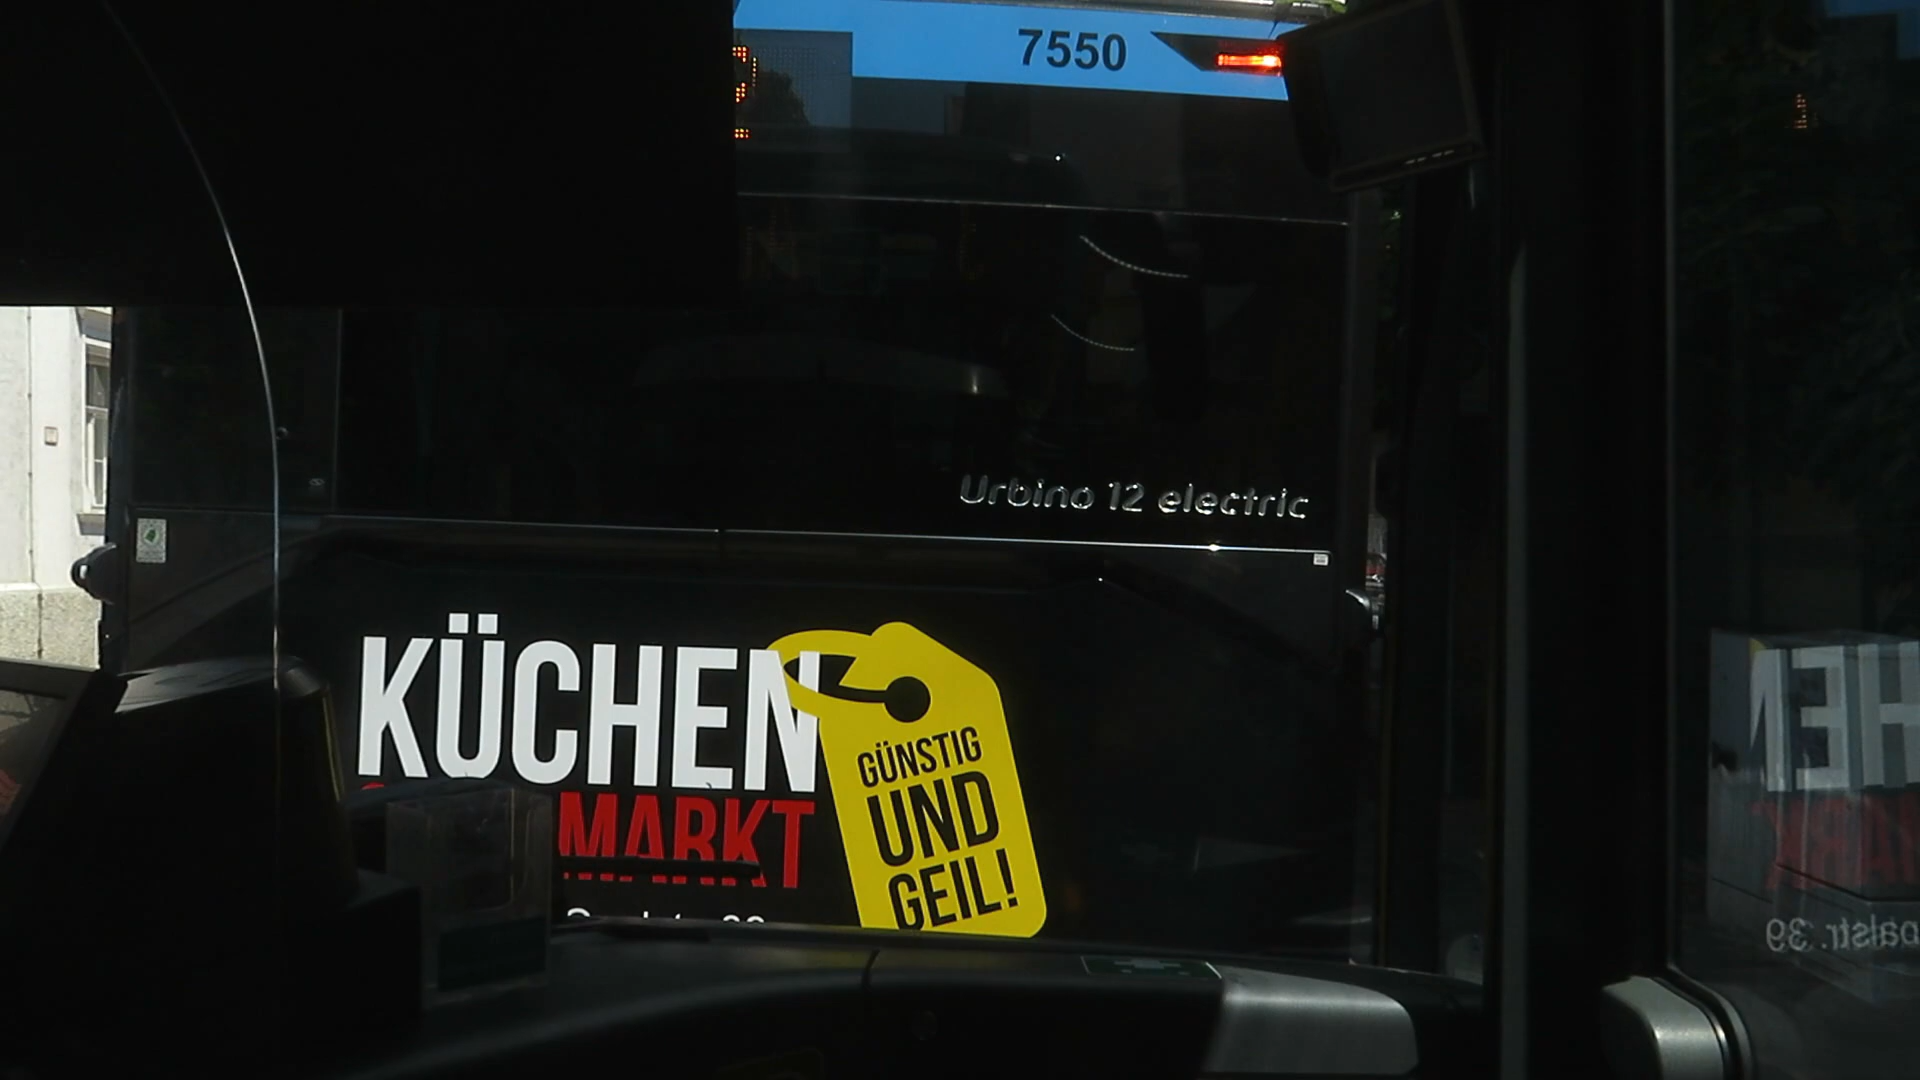 7550
Urbino 12 electric
KÜCHEN
MARKT
GÜNSTIG
UND
GEIL!